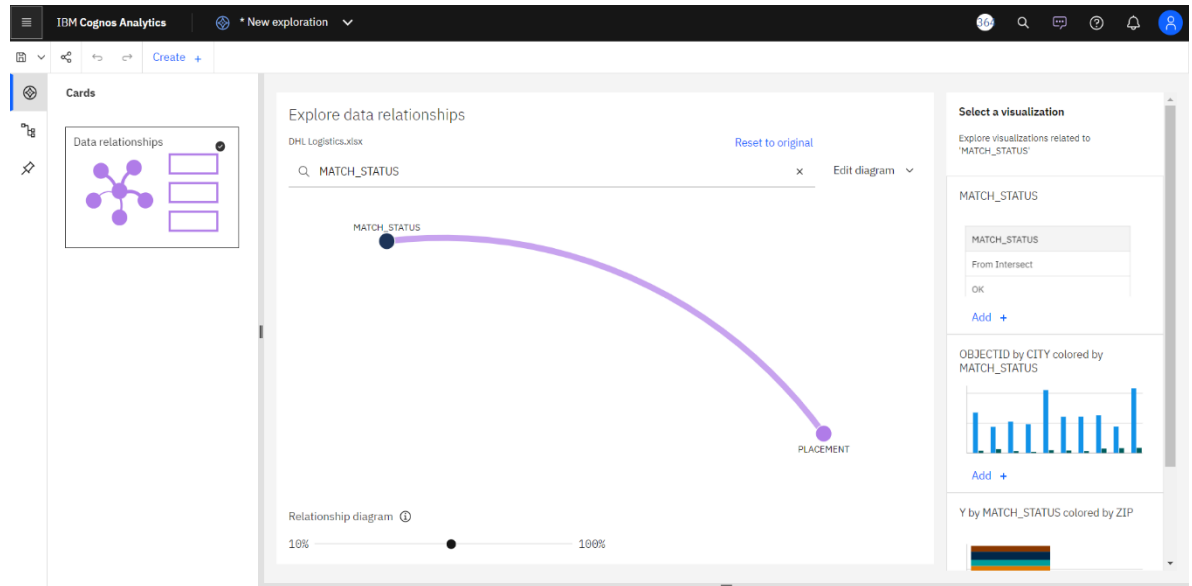 IBM Cognos Analytics
* New exploration
364
Create +
Cards
Data relationships
Explore data relationships
DHL Logistics.xlsx
Reset to original
MATCH_STATUS
Edit diagram
MATCH_STATUS
PLACEMENT
Relationship diagram
10%
100%
Select a visualization
Explore visualizations related to
'MATCH_STATUS'
MATCH_STATUS
MATCH_STATUS
From Intersect
OK
Add +
OBJECTID by CITY colored by
MATCH_STATUS
Add +
Y by MATCH_STATUS colored by ZIP